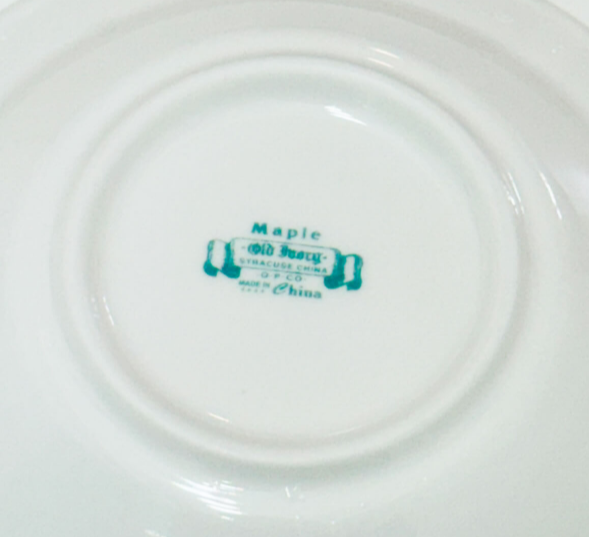 Maple
Old Ivory
SYRACUSE CHINA
O.P.CO.
MADE IN
China